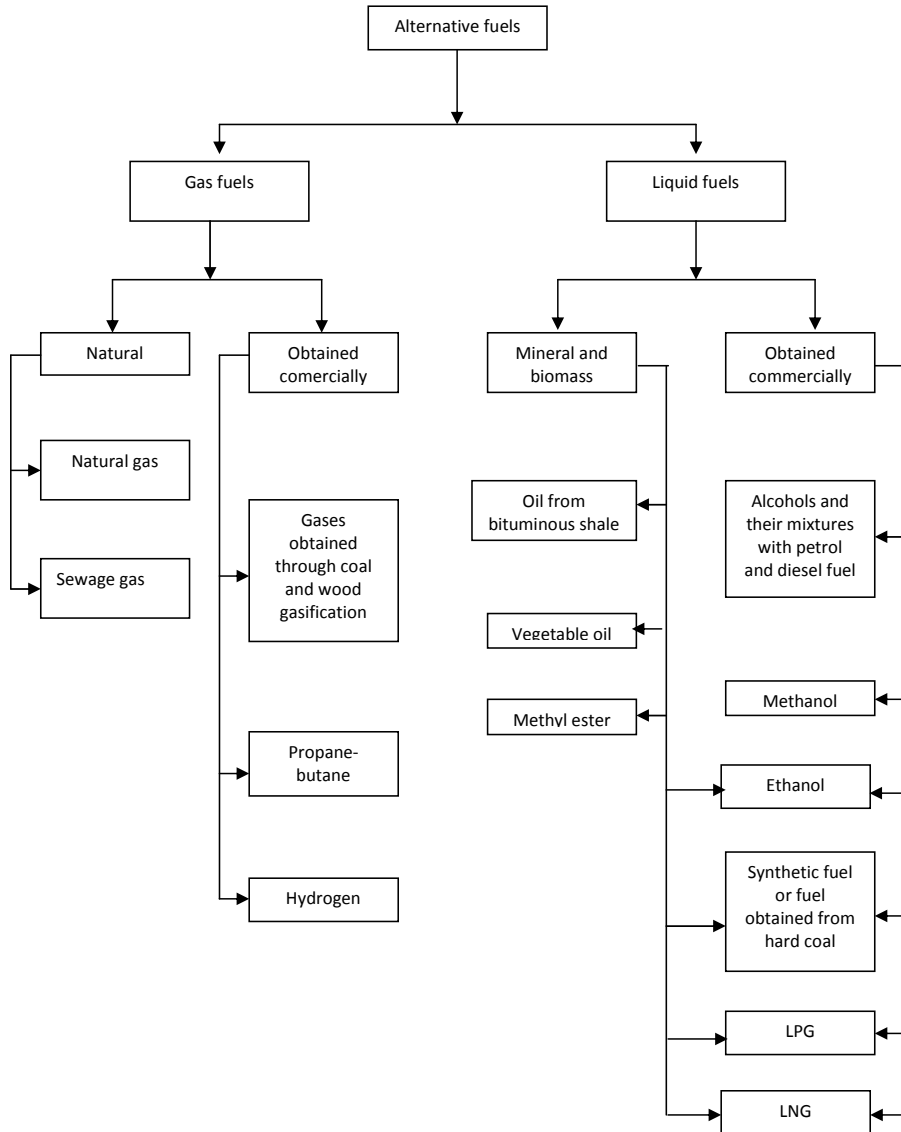 Alternative fuels
Gas fuels
Liquid fuels
Natural
Obtained
comercially
Mineral and
biomass
Obtained
commercially
Natural gas
Sewage gas
Gases
obtained
through coal
and wood
gasification
Propane-
butane
Hydrogen
Oil from
bituminous shale
Vegetable oil
Methyl ester
Alcohols and
their mixtures
with petrol
and diesel fuel
Methanol
Ethanol
Synthetic fuel
or fuel
obtained from
hard coal
LPG
LNG